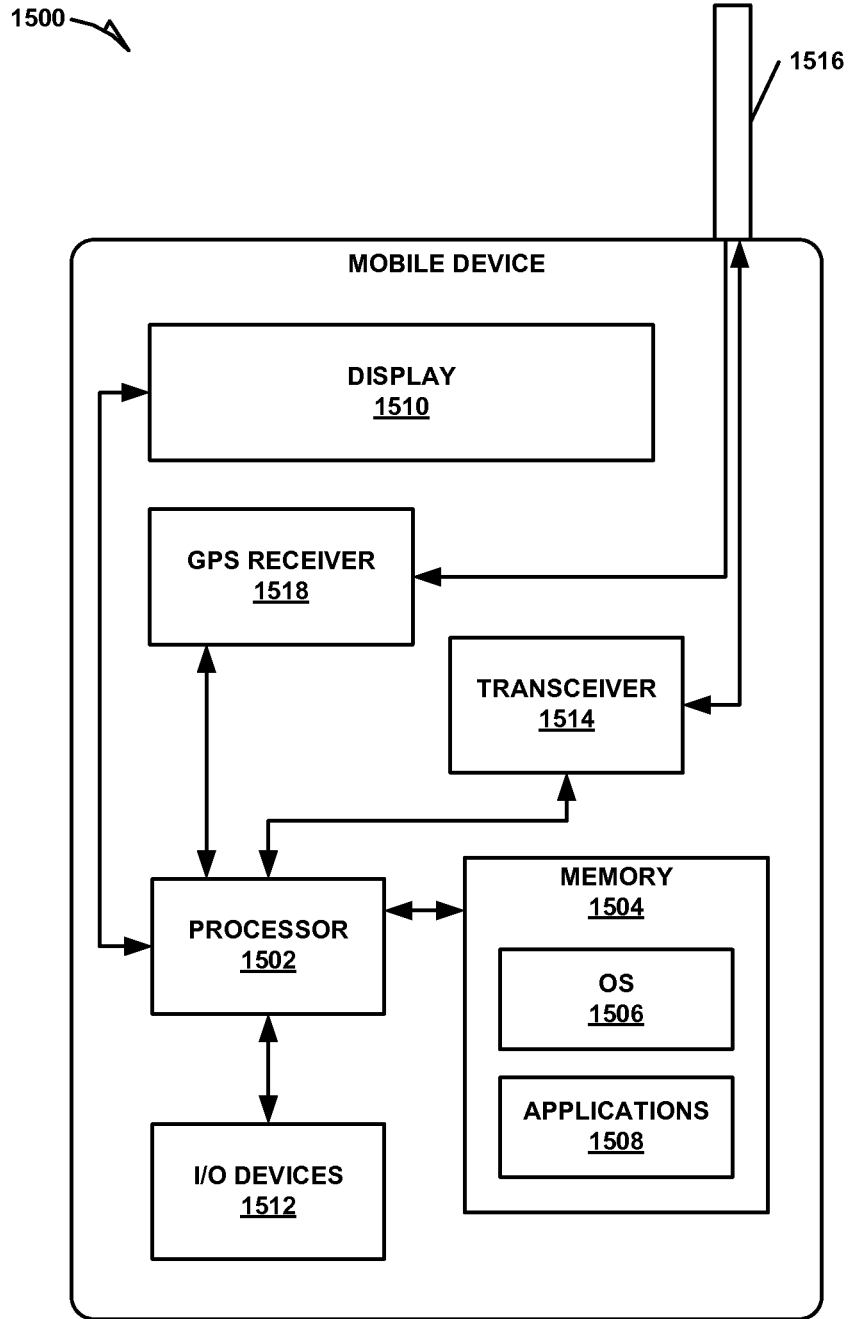 1500
1516
MOBILE DEVICE
DISPLAY
1510
GPS RECEIVER
1518
TRANSCEIVER
1514
MEMORY
1504
PROCESSOR
1502
OS
1506
APPLICATIONS
1508
I/O DEVICES
1512